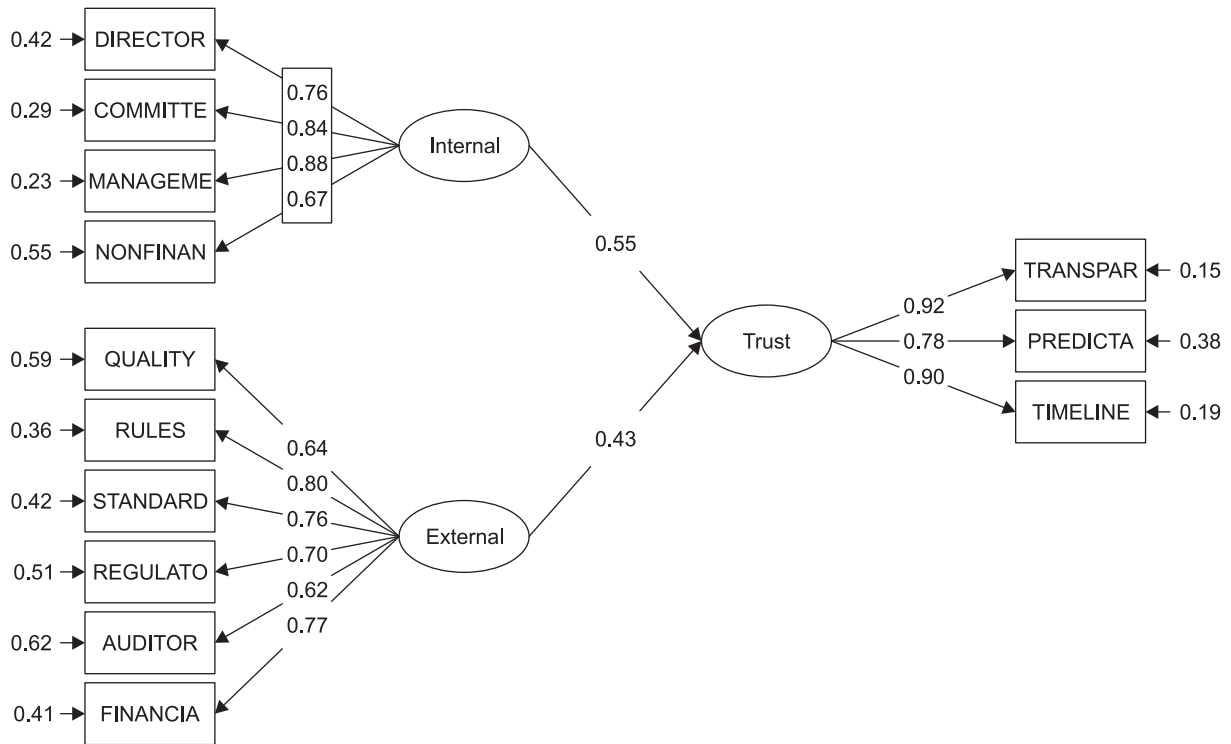 0.42 DIRECTOR
0.76
0.29 COMMITTE
0.84
Internal
0.88
0.23 MANAGEME
0.67
0.55 NONFINAN
0.55
TRANSPAR 0.15
0.92
Trust
0.78
PREDICTA 0.38
0.90
TIMELINE 0.19
0.59 QUALITY
0.64
0.43
0.36 RULES
0.80
0.42 STANDARD
0.76
External
0.70
0.51 REGULATO
0.62
0.62 AUDITOR
0.77
0.41 FINANCIA